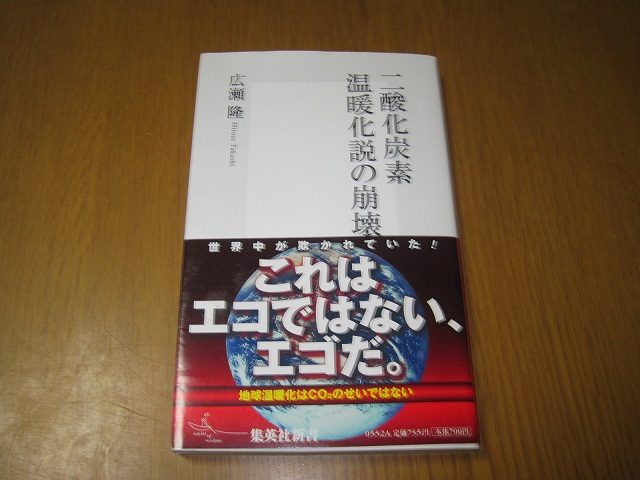 二酸化炭素
温暖化説の崩壊
広瀬 隆
Hirose Takashi
世界中が欺かれていた!
これは
エコではない、
エゴだ。
地球温暖化はCO₂のせいではない
集英社新書
0552A 定価735円 本体700円